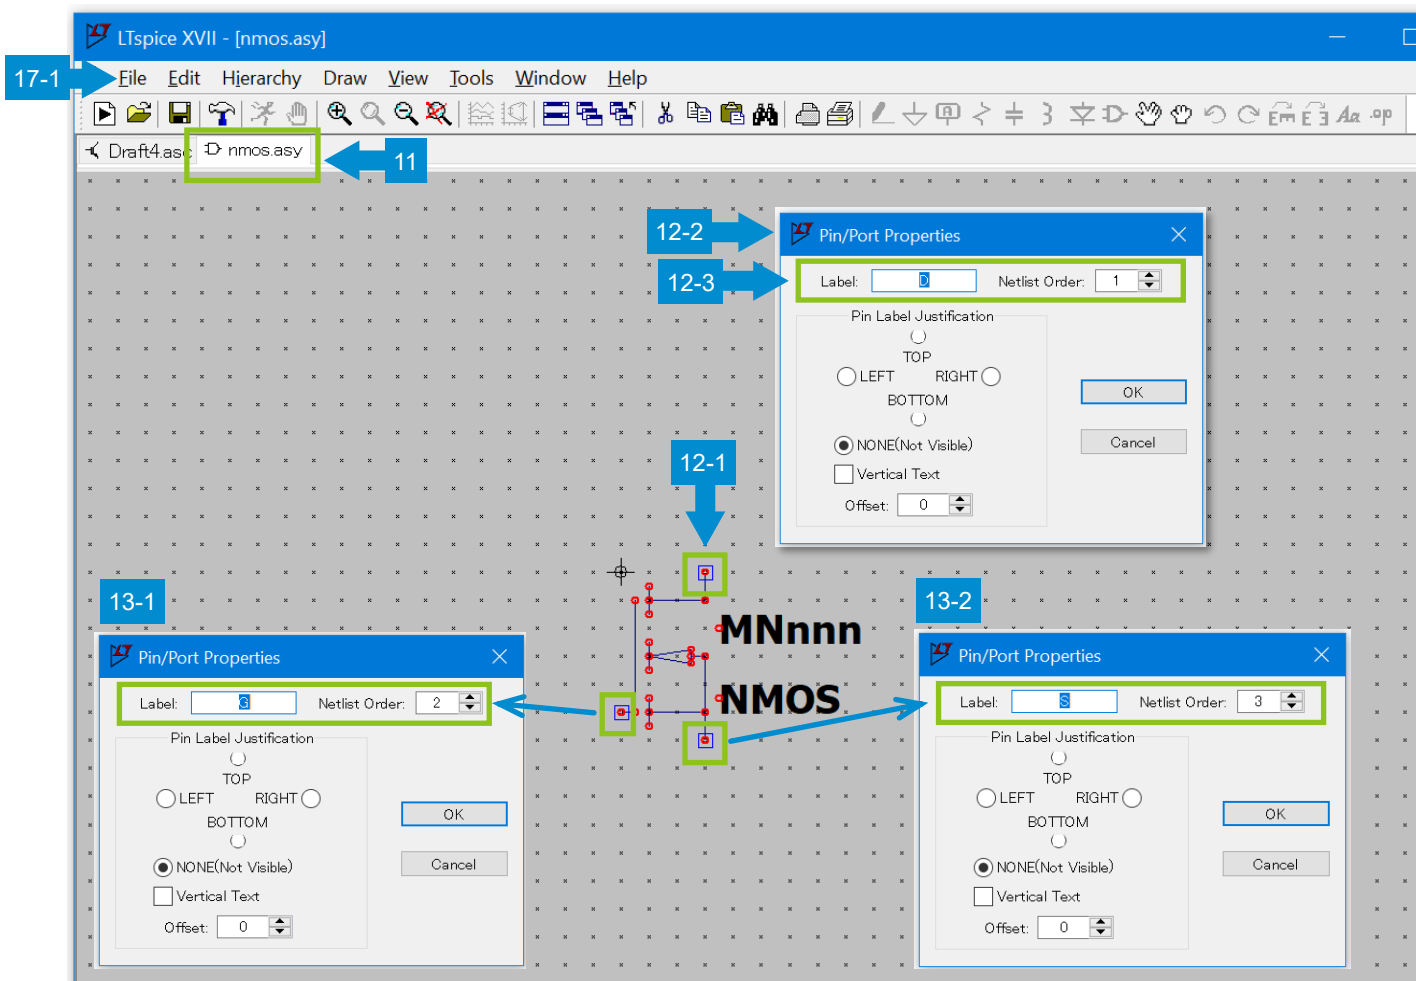 LTspice XVII - [nmos.asy]
17-1
File Edit Hierarchy Draw View Tools Window Help
Aa .op
Draft4.asc nmos.asy
11
12-2
Pin/Port Properties
12-3
Label: D Netlist Order: 1
Pin Label Justification
TOP
LEFT RIGHT
BOTTOM
NONE(Not Visible)
Vertical Text
Offset: 0
OK
Cancel
12-1
MNnnn
NMOS
13-1
Pin/Port Properties
Label: G Netlist Order: 2
Pin Label Justification
TOP
LEFT RIGHT
BOTTOM
NONE(Not Visible)
Vertical Text
Offset: 0
OK
Cancel
13-2
Pin/Port Properties
Label: S Netlist Order: 3
Pin Label Justification
TOP
LEFT RIGHT
BOTTOM
NONE(Not Visible)
Vertical Text
Offset: 0
OK
Cancel